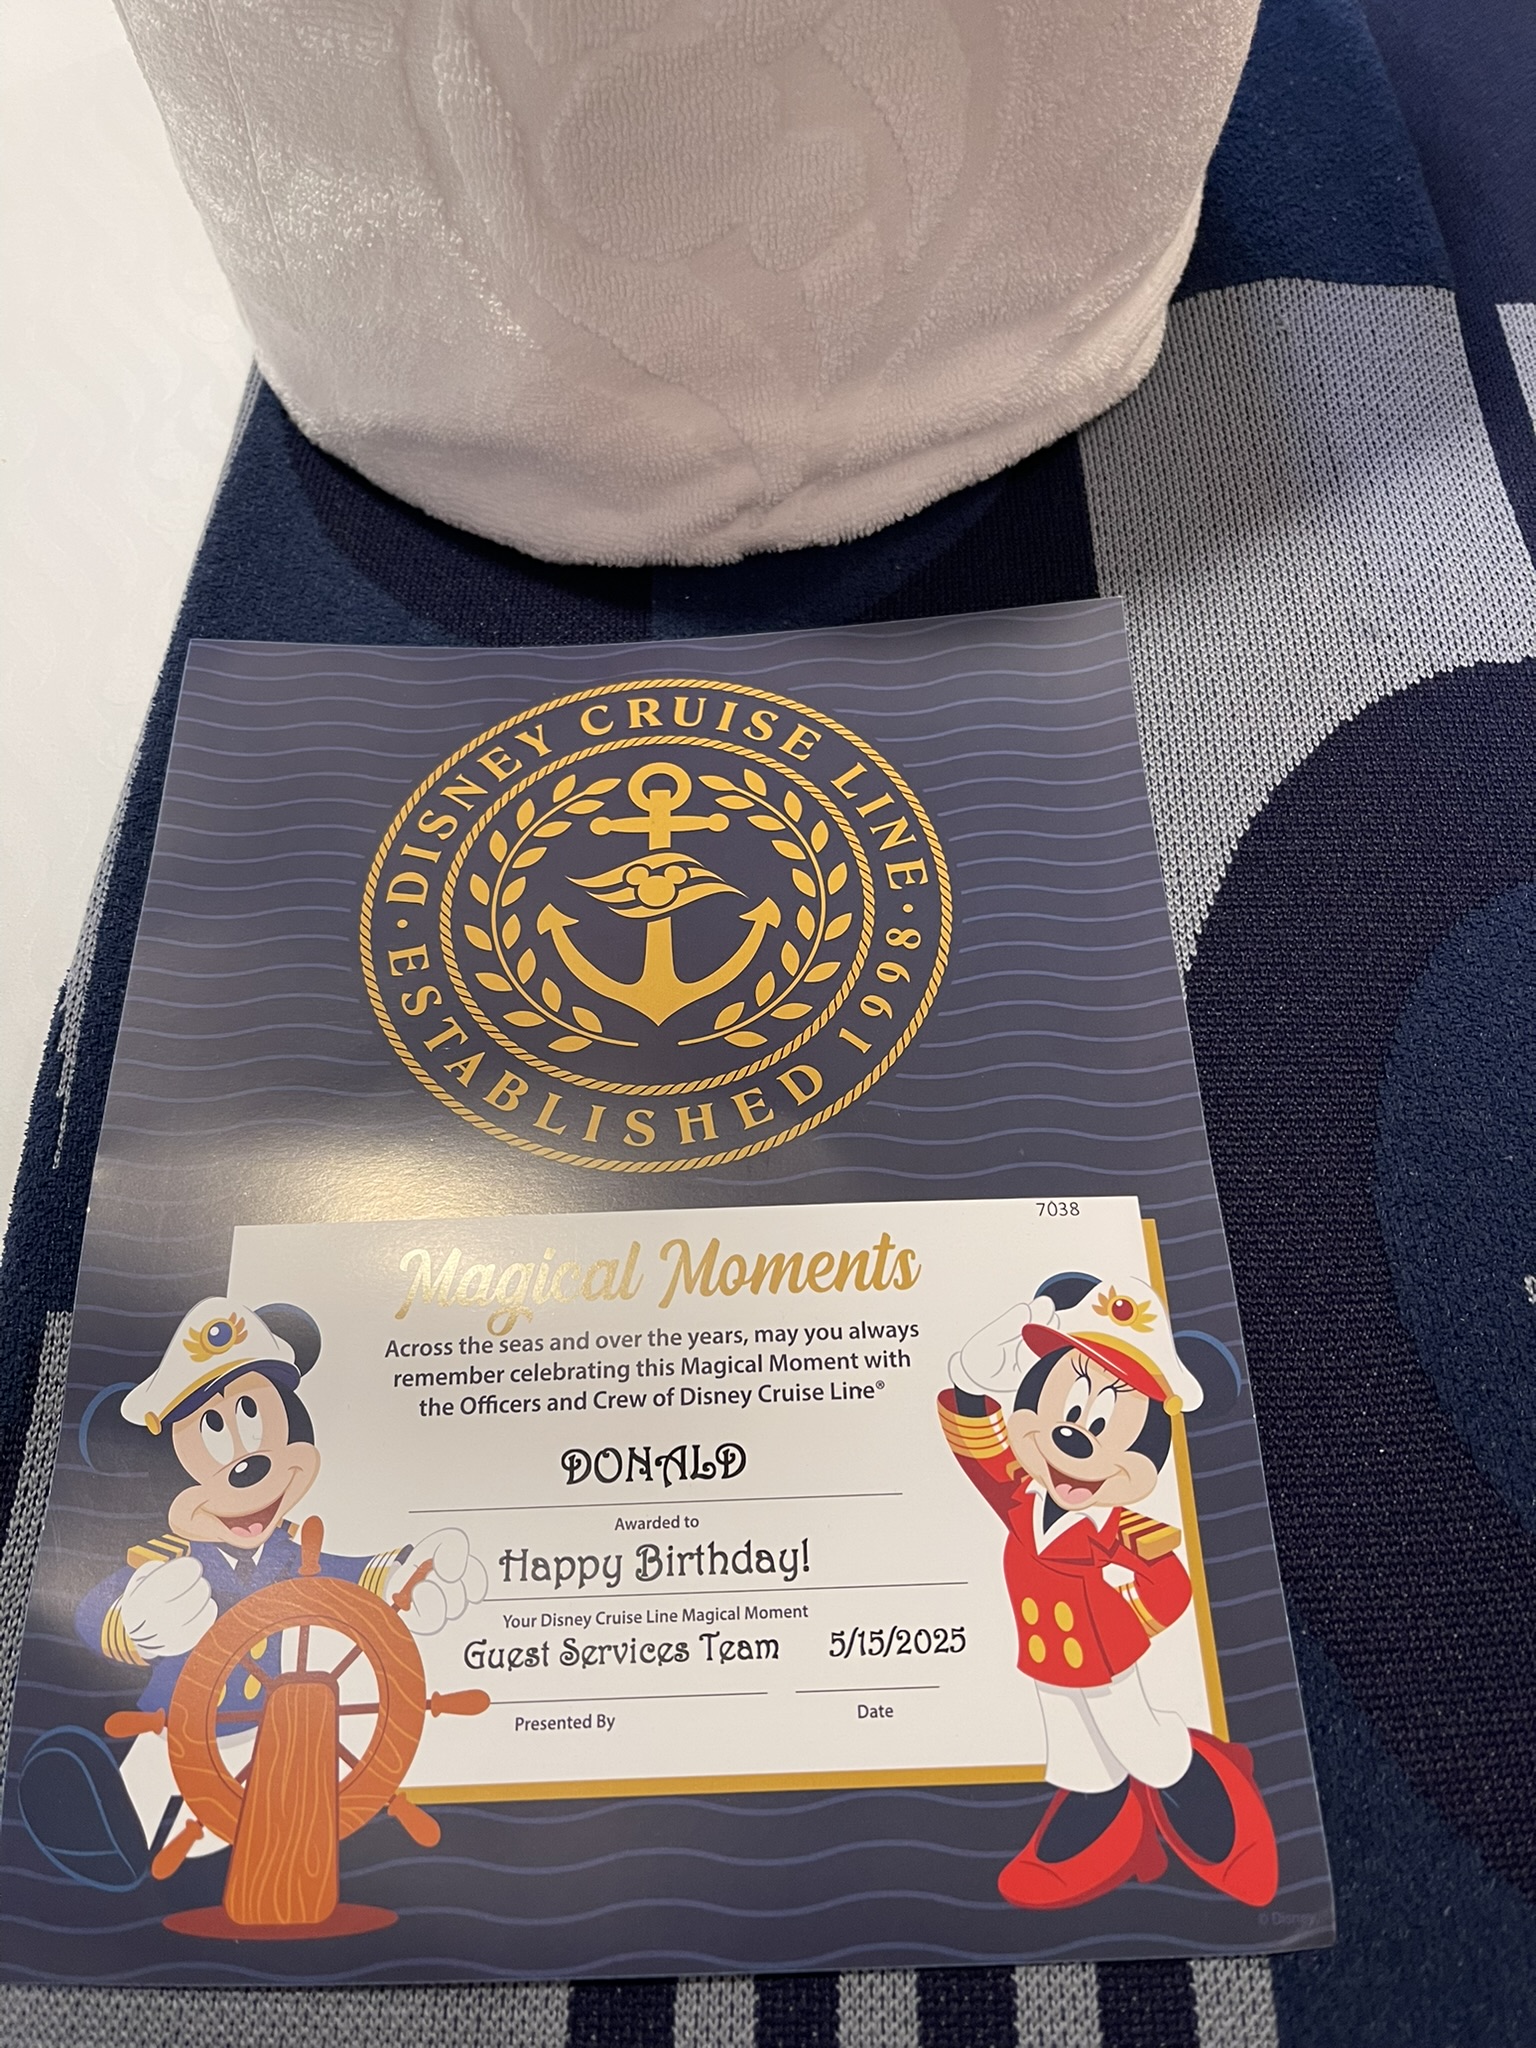 DISNEY CRUISE LINE · ESTABLISHED 1998 ·
7038
Magical Moments
Across the seas and over the years, may you always
remember celebrating this Magical Moment with
the Officers and Crew of Disney Cruise Line®
DONALD
Awarded to
Happy Birthday!
Your Disney Cruise Line Magical Moment
Guest Services Team 5/15/2025
Presented By Date
© Disney